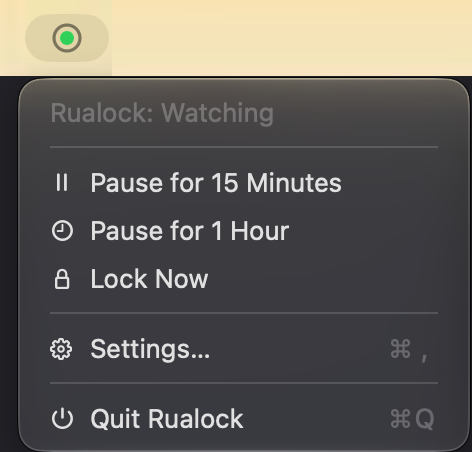 Rualock: Watching
Pause for 15 Minutes
Pause for 1 Hour
Lock Now
Settings... ⌘ ,
Quit Rualock ⌘Q